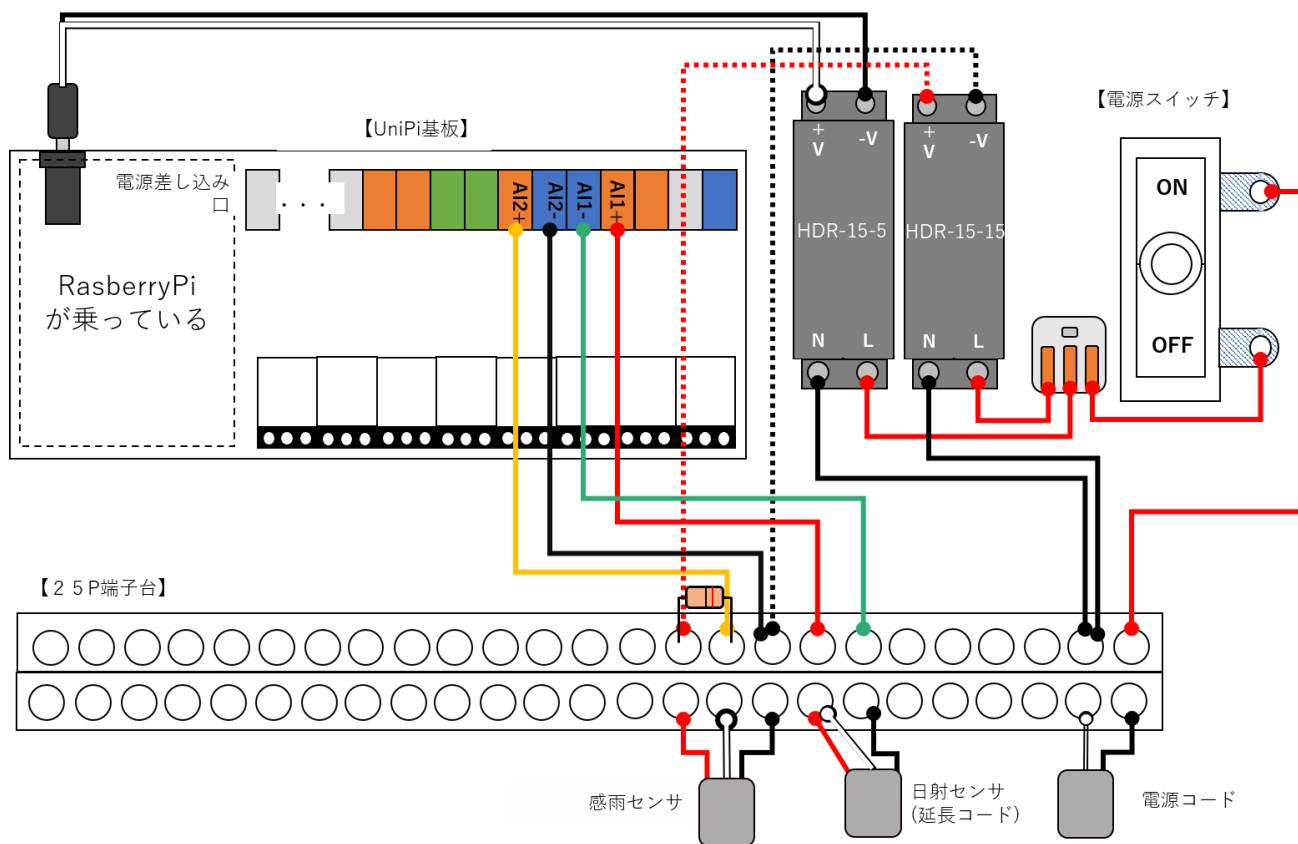 【電源スイッチ】
【UniPi基板】
電源差し込み
口
・・・
AI2+
AI2-
AI1-
AI1+
+
V
-V
+
V
-V
ON
HDR-15-5
HDR-15-15
RasberryPi
が乗っている
N
L
N
L
OFF
【２５P端子台】
感雨センサ
日射センサ
(延長コード)
電源コード